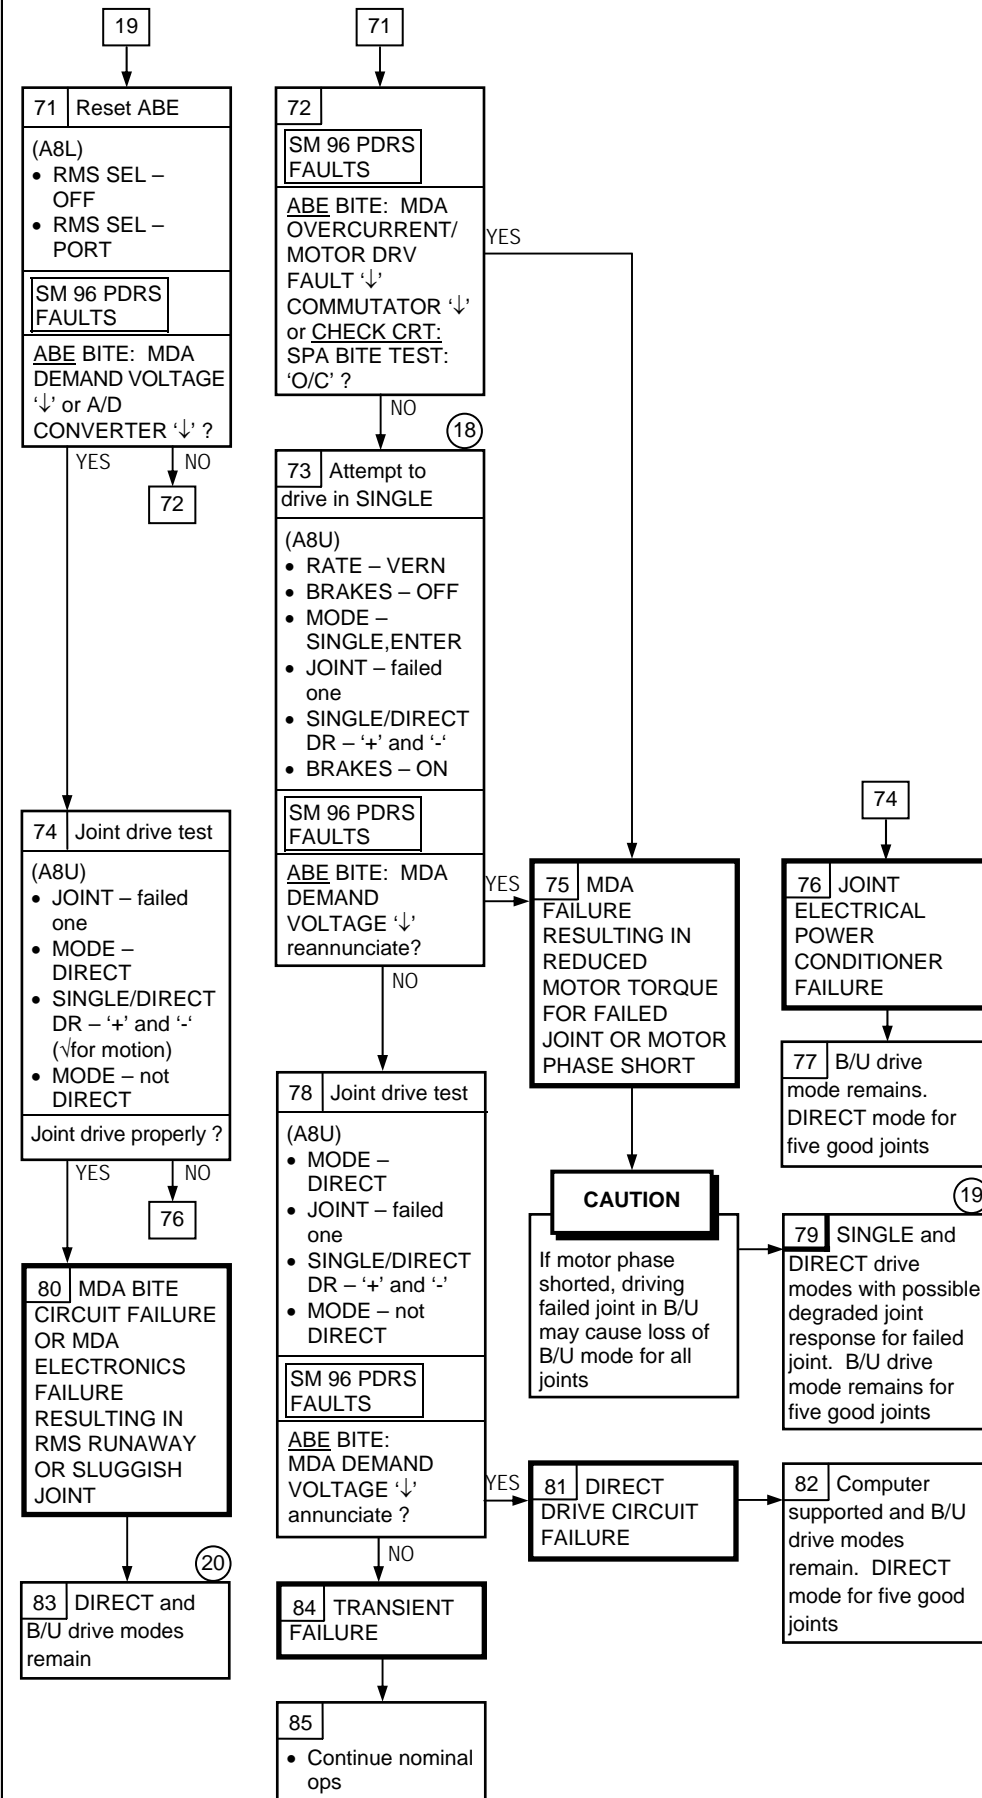 19
71 Reset ABE
(A8L)
• RMS SEL –
OFF
• RMS SEL –
PORT
SM 96 PDRS
FAULTS
ABE BITE: MDA
DEMAND VOLTAGE
‘↓’ or A/D
CONVERTER ‘↓’ ?
YES
NO
72
74 Joint drive test
(A8U)
• JOINT – failed
one
• MODE –
DIRECT
• SINGLE/DIRECT
DR – ‘+’ and ‘-‘
(√for motion)
• MODE – not
DIRECT
Joint drive properly ?
YES
NO
76
80 MDA BITE
CIRCUIT FAILURE
OR MDA
ELECTRONICS
FAILURE
RESULTING IN
RMS RUNAWAY
OR SLUGGISH
JOINT
20
83 DIRECT and
B/U drive modes
remain
71
72
SM 96 PDRS
FAULTS
ABE BITE: MDA
OVERCURRENT/
MOTOR DRV
FAULT ‘↓’
COMMUTATOR ‘↓’
or CHECK CRT:
SPA BITE TEST:
‘O/C’ ?
YES
NO
18
73 Attempt to
drive in SINGLE
(A8U)
• RATE – VERN
• BRAKES – OFF
• MODE –
SINGLE,ENTER
• JOINT – failed
one
• SINGLE/DIRECT
DR – ‘+’ and ‘-‘
• BRAKES – ON
SM 96 PDRS
FAULTS
ABE BITE: MDA
DEMAND
VOLTAGE ‘↓’
reannunciate?
YES
NO
78 Joint drive test
(A8U)
• MODE –
DIRECT
• JOINT – failed
one
• SINGLE/DIRECT
DR – ‘+’ and ‘-’
• MODE – not
DIRECT
SM 96 PDRS
FAULTS
ABE BITE:
MDA DEMAND
VOLTAGE ‘↓’
annunciate ?
YES
NO
84 TRANSIENT
FAILURE
85
• Continue nominal
ops
75 MDA
FAILURE
RESULTING IN
REDUCED
MOTOR TORQUE
FOR FAILED
JOINT OR MOTOR
PHASE SHORT
CAUTION
If motor phase
shorted, driving
failed joint in B/U
may cause loss of
B/U mode for all
joints
81 DIRECT
DRIVE CIRCUIT
FAILURE
74
76 JOINT
ELECTRICAL
POWER
CONDITIONER
FAILURE
77 B/U drive
mode remains.
DIRECT mode for
five good joints
19
79 SINGLE and
DIRECT drive
modes with possible
degraded joint
response for failed
joint. B/U drive
mode remains for
five good joints
82 Computer
supported and B/U
drive modes
remain. DIRECT
mode for five good
joints